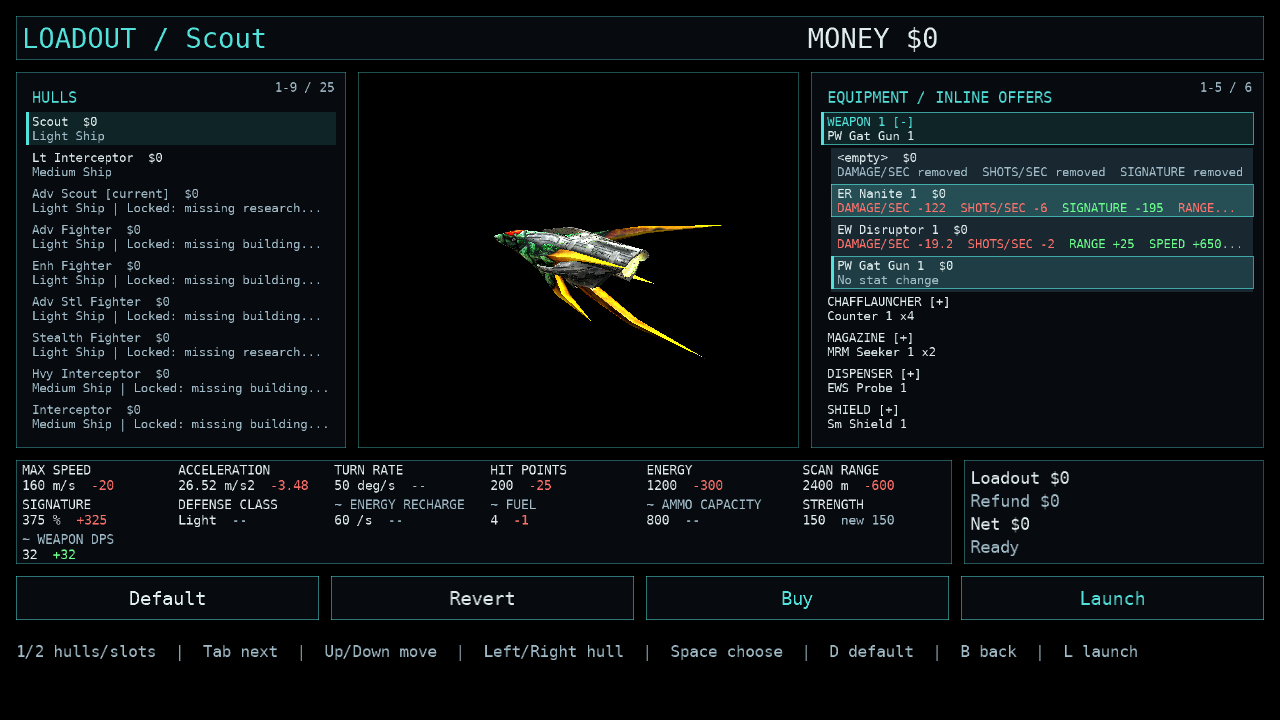 LOADOUT / Scout
MONEY $0
HULLS
1-9 / 25
Scout  $0
Light Ship
Lt Interceptor  $0
Medium Ship
Adv Scout [current]  $0
Light Ship | Locked: missing research...
Adv Fighter  $0
Light Ship | Locked: missing building...
Enh Fighter  $0
Light Ship | Locked: missing building...
Adv Stl Fighter  $0
Light Ship | Locked: missing building...
Stealth Fighter  $0
Light Ship | Locked: missing research...
Hvy Interceptor  $0
Medium Ship | Locked: missing building...
Interceptor  $0
Medium Ship | Locked: missing building...
EQUIPMENT / INLINE OFFERS
1-5 / 6
WEAPON 1 [-]
PW Gat Gun 1
<empty>  $0
DAMAGE/SEC removed  SHOTS/SEC removed  SIGNATURE removed
ER Nanite 1  $0
DAMAGE/SEC -122  SHOTS/SEC -6  SIGNATURE -195  RANGE...
EW Disruptor 1  $0
DAMAGE/SEC -19.2  SHOTS/SEC -2  RANGE +25  SPEED +650...
PW Gat Gun 1  $0
No stat change
CHAFFLAUNCHER [+]
Counter 1 x4
MAGAZINE [+]
MRM Seeker 1 x2
DISPENSER [+]
EWS Probe 1
SHIELD [+]
Sm Shield 1
MAX SPEED  ACCELERATION  TURN RATE  HIT POINTS  ENERGY  SCAN RANGE
160 m/s  -20  26.52 m/s2  -3.48  50 deg/s  --  200  -25  1200  -300  2400 m  -600
SIGNATURE  DEFENSE CLASS  ~ ENERGY RECHARGE  ~ FUEL  ~ AMMO CAPACITY  STRENGTH
375 %  +325  Light  --  60 /s  --  4  -1  800  --  150  new 150
~ WEAPON DPS
32  +32
Loadout $0
Refund $0
Net $0
Ready
Default
Revert
Buy
Launch
1/2 hulls/slots  |  Tab next  |  Up/Down move  |  Left/Right hull  |  Space choose  |  D default  |  B back  |  L launch